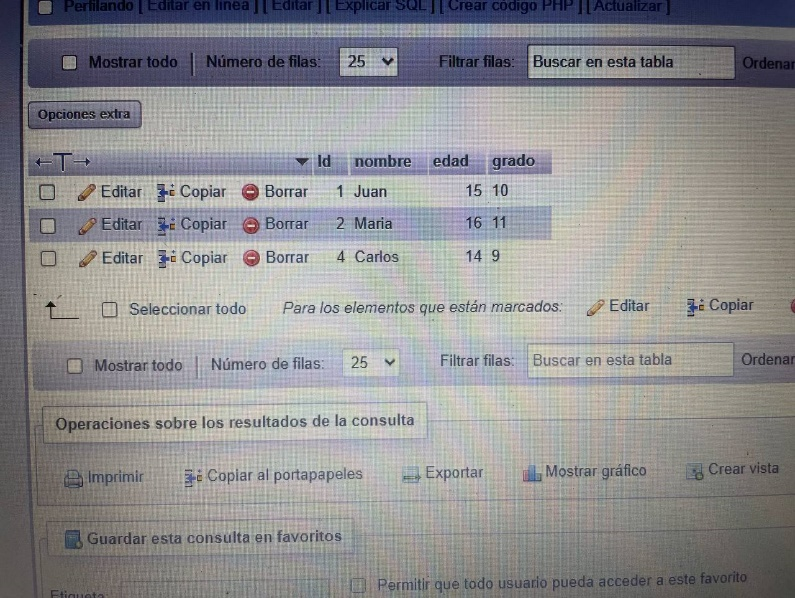 Perfilando [ Editar en línea ] [ Editar ] [ Explicar SQL ] [ Crear código PHP ] [ Actualizar ]
Mostrar todo | Número de filas: 25 Filtrar filas: Buscar en esta tabla Ordenar
Opciones extra
←T→ ▼ Id nombre edad grado
Editar Copiar Borrar 1 Juan 15 10
Editar Copiar Borrar 2 Maria 16 11
Editar Copiar Borrar 4 Carlos 14 9
Seleccionar todo Para los elementos que están marcados: Editar Copiar
Mostrar todo | Número de filas: 25 Filtrar filas: Buscar en esta tabla Ordenar
Operaciones sobre los resultados de la consulta
Imprimir Copiar al portapapeles Exportar Mostrar gráfico Crear vista
Guardar esta consulta en favoritos
Etiqueta: Permitir que todo usuario pueda acceder a este favorito